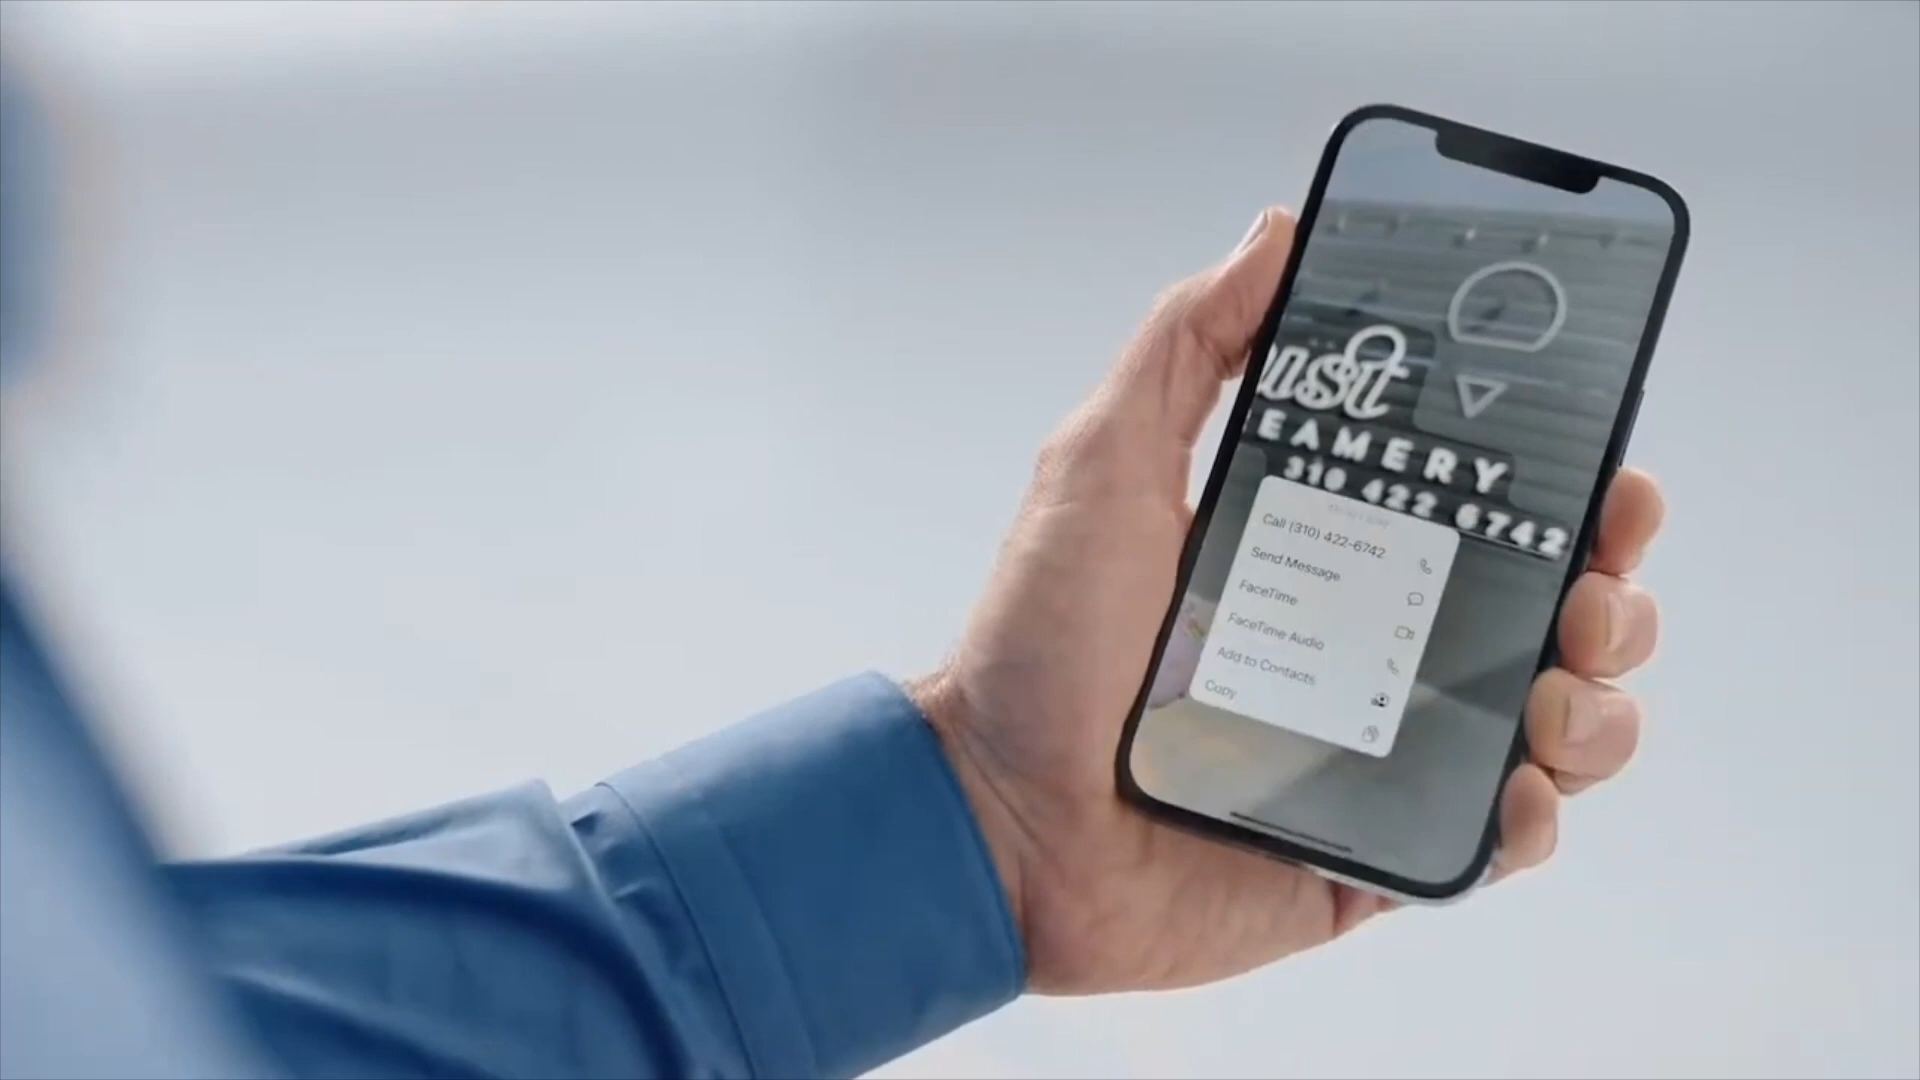 EAMERY
310 422 6742
Call (310) 422-6742
Send Message
FaceTime
FaceTime Audio
Add to Contacts
Copy